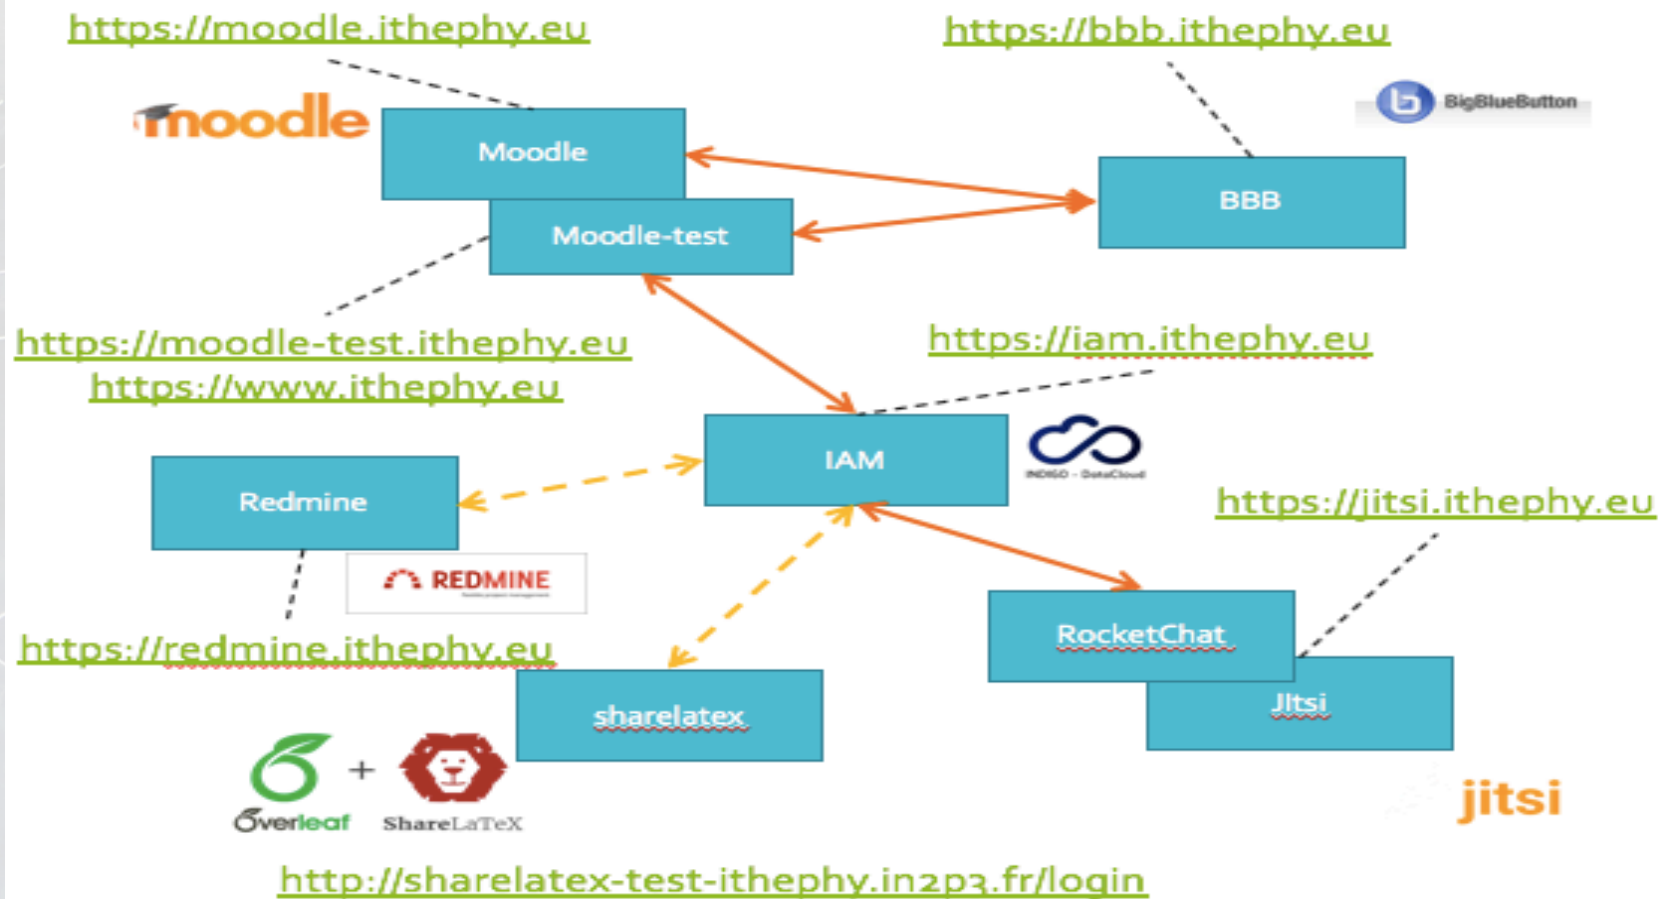 https://moodle.ithephy.eu
https://bbb.ithephy.eu
moodle
BigBlueButton
Moodle
BBB
Moodle-test
https://moodle-test.ithephy.eu
https://www.ithephy.eu
https://iam.ithephy.eu
IAM
INDIGO - DataCloud
Redmine
https://jitsi.ithephy.eu
REDMINE
RocketChat
https://redmine.ithephy.eu
sharelatex
JItsi
+
Overleaf
ShareLaTeX
jitsi
http://sharelatex-test-ithephy.in2p3.fr/login